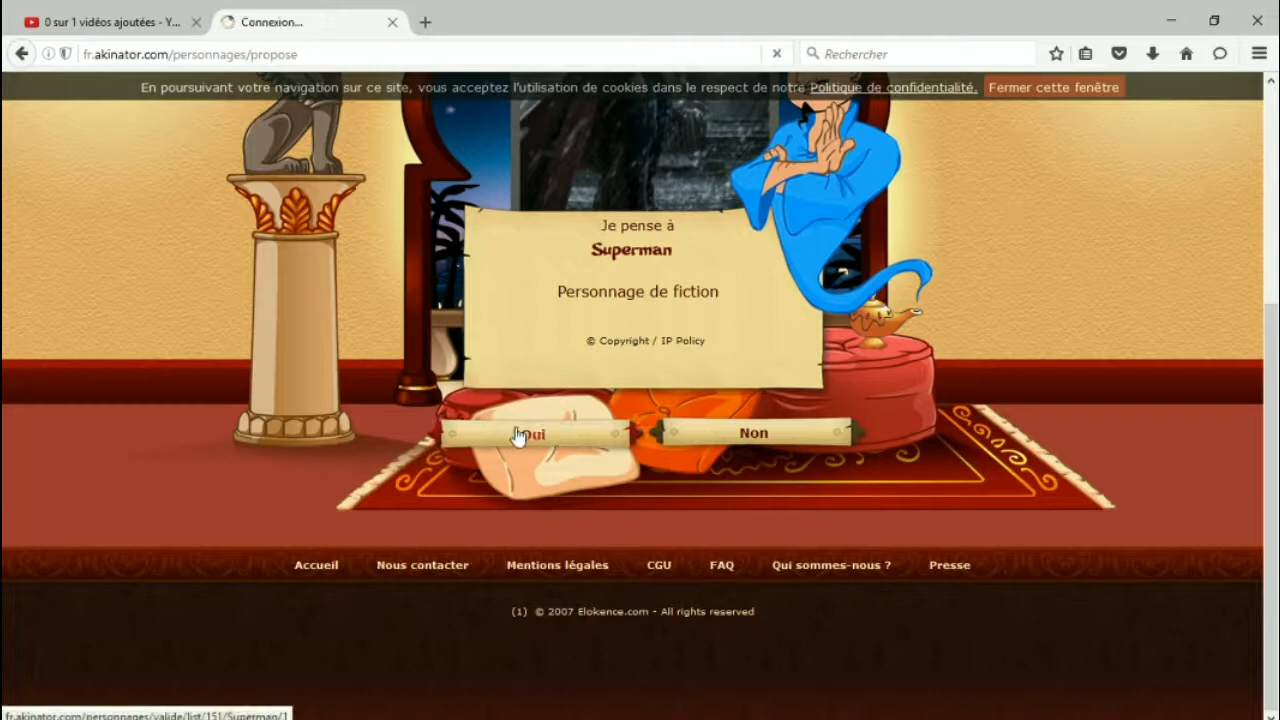 0 sur 1 vidéos ajoutées - Y...
Connexion...
fr.akinator.com/personnages/propose
Rechercher
En poursuivant votre navigation sur ce site, vous acceptez l'utilisation de cookies dans le respect de notre Politique de confidentialité. Fermer cette fenêtre
Je pense à
Superman
Personnage de fiction
© Copyright / IP Policy
Oui
Non
Accueil
Nous contacter
Mentions légales
CGU
FAQ
Qui sommes-nous ?
Presse
(1) © 2007 Elokence.com - All rights reserved
fr.akinator.com/personnages/valide/list/151/Superman/1